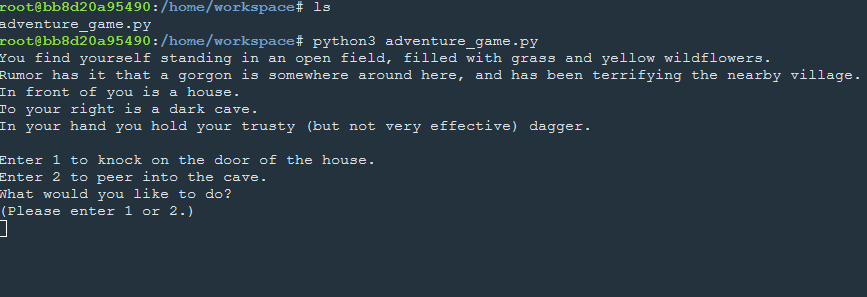 root@bb8d20a95490:/home/workspace# ls
adventure_game.py
root@bb8d20a95490:/home/workspace# python3 adventure_game.py
You find yourself standing in an open field, filled with grass and yellow wildflowers.
Rumor has it that a gorgon is somewhere around here, and has been terrifying the nearby village.
In front of you is a house.
To your right is a dark cave.
In your hand you hold your trusty (but not very effective) dagger.
Enter 1 to knock on the door of the house.
Enter 2 to peer into the cave.
What would you like to do?
(Please enter 1 or 2.)